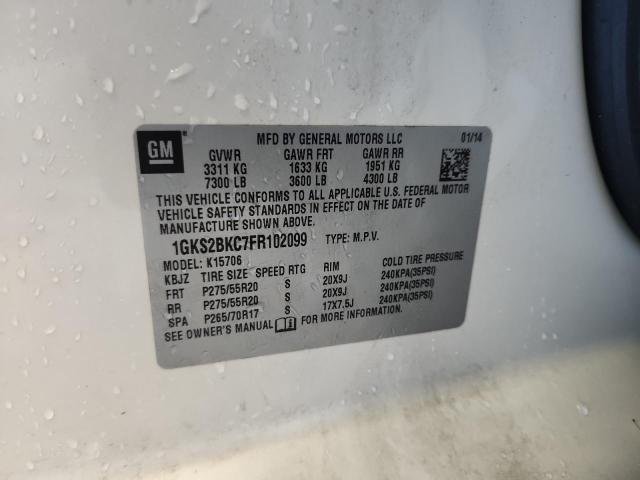 GM
MFD BY GENERAL MOTORS LLC 01/14
GVWR GAWR FRT GAWR RR
3311 KG 1633 KG 1951 KG
7300 LB 3600 LB 4300 LB
THIS VEHICLE CONFORMS TO ALL APPLICABLE U.S. FEDERAL MOTOR
VEHICLE SAFETY STANDARDS IN EFFECT ON THE DATE OF
MANUFACTURE SHOWN ABOVE.
1GKS2BKC7FR102099 TYPE: M.P.V.
MODEL: K15706
KBJZ TIRE SIZE SPEED RTG RIM COLD TIRE PRESSURE
FRT P275/55R20 S 20X9J 240KPA(35PSI)
RR P275/55R20 S 20X9J 240KPA(35PSI)
SPA P265/70R17 S 17X7.5J 240KPA(35PSI)
SEE OWNER'S MANUAL FOR MORE INFORMATION.